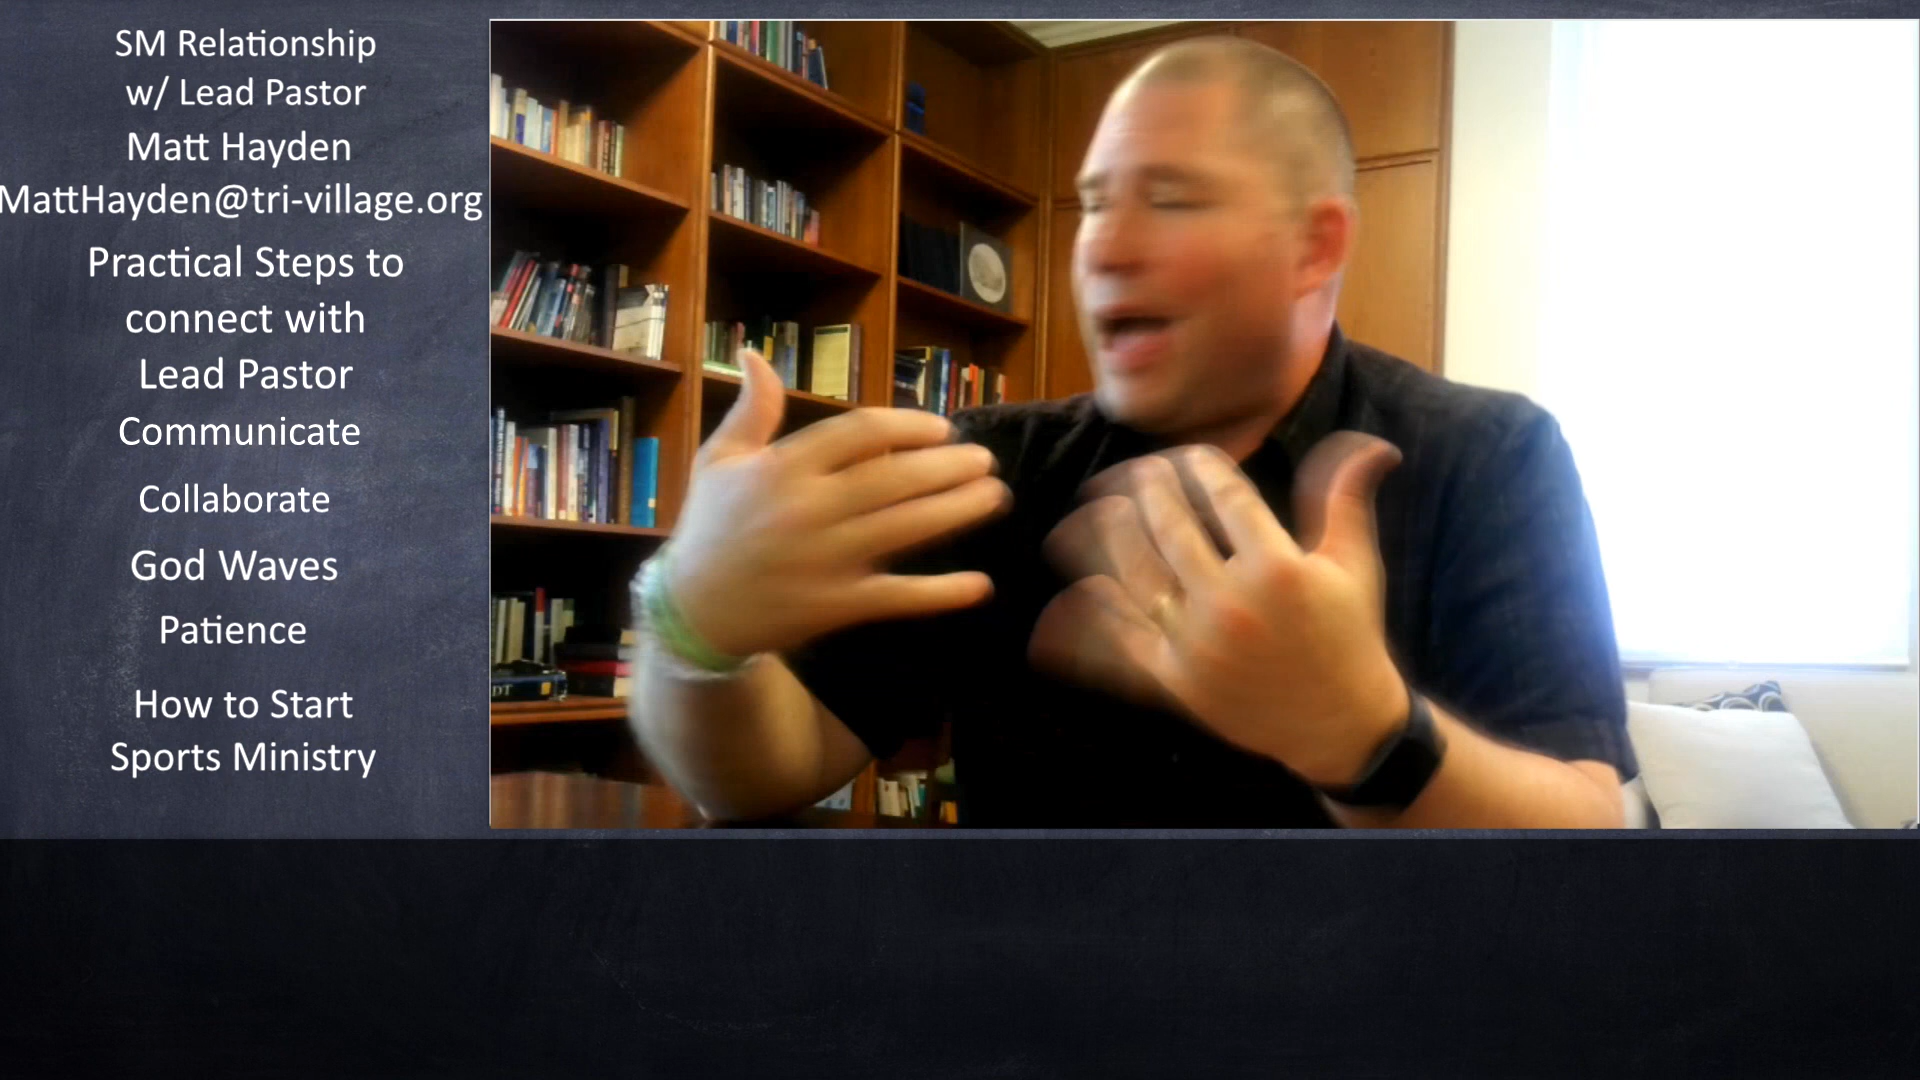 SM Relationship
w/ Lead Pastor
Matt Hayden
MattHayden@tri-village.org
Practical Steps to
connect with
Lead Pastor
Communicate
Collaborate
God Waves
Patience
How to Start
Sports Ministry
DT